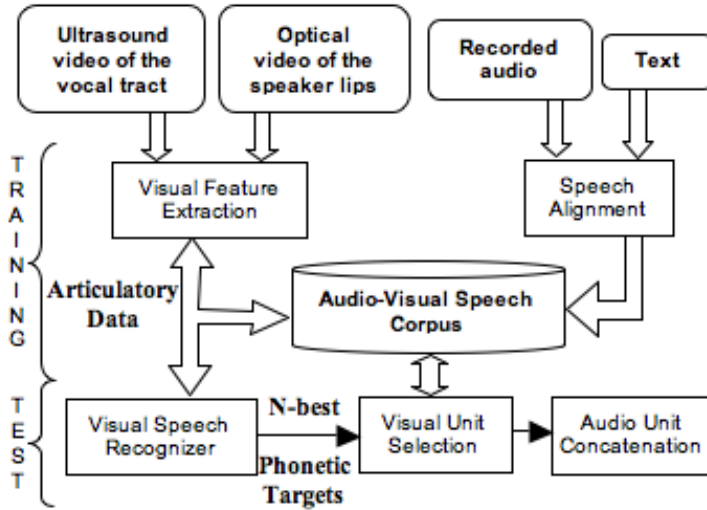 Ultrasound
video of the
vocal tract
Optical
video of the
speaker lips
Recorded
audio
Text
TRAINING
Visual Feature
Extraction
Speech
Alignment
Articulatory
Data
Audio-Visual Speech
Corpus
TEST
Visual Speech
Recognizer
N-best
Phonetic
Targets
Visual Unit
Selection
Audio Unit
Concatenation